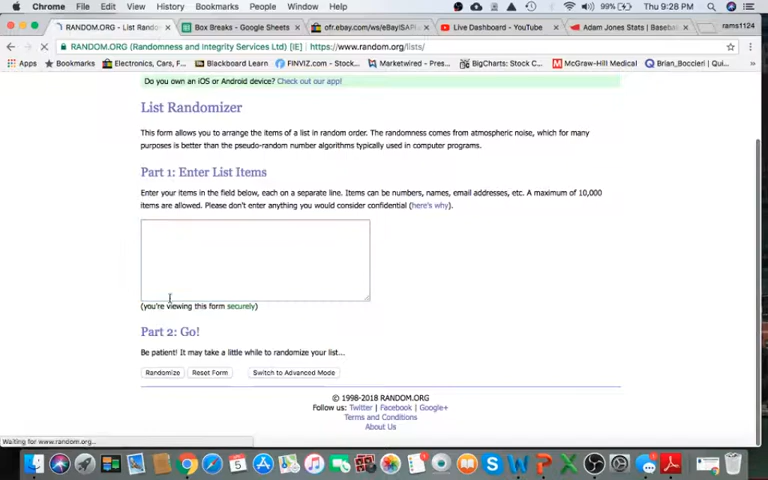 Chrome File Edit View History Bookmarks People Window Help 99% Thu 9:28 PM rams1124
RANDOM.ORG - List Rando Box Breaks - Google Sheets ofr.ebay.com/ws/eBayISAPI Live Dashboard - YouTube Adam Jones Stats | Baseball
RANDOM.ORG (Randomness and Integrity Services Ltd) [IE] https://www.random.org/lists/
Apps Bookmarks Electronics, Cars, F... FINVIZ.com - Stock... Marketwired - Press... BigCharts: Stock C... McGraw-Hill Medical Brian_Boccieri | Qui...
Do you own an iOS or Android device? Check out our app!
List Randomizer
This form allows you to arrange the items of a list in random order. The randomness comes from atmospheric noise, which for many
purposes is better than the pseudo-random number algorithms typically used in computer programs.
Part 1: Enter List Items
Enter your items in the field below, each on a separate line. Items can be numbers, names, email addresses, etc. A maximum of 10,000
items are allowed. Please don't enter anything you would consider confidential (here's why).
(you're viewing this form securely)
Part 2: Go!
Be patient! It may take a little while to randomize your list...
Randomize Reset Form Switch to Advanced Mode
© 1998-2018 RANDOM.ORG
Follow us: Twitter | Facebook | Google+
Terms and Conditions
About Us
Waiting for www.random.org...